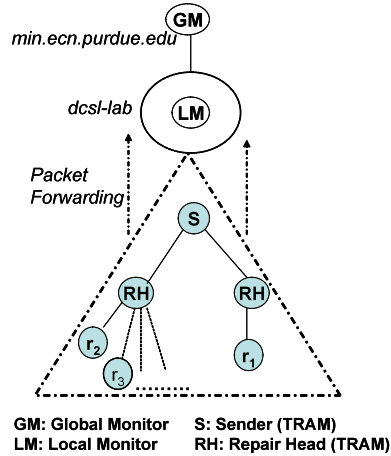 GM
min.ecn.purdue.edu
dcsl-lab
LM
Packet
Forwarding
S
RH
RH
r2
r3
r1
GM: Global Monitor
S: Sender (TRAM)
LM: Local Monitor
RH: Repair Head (TRAM)